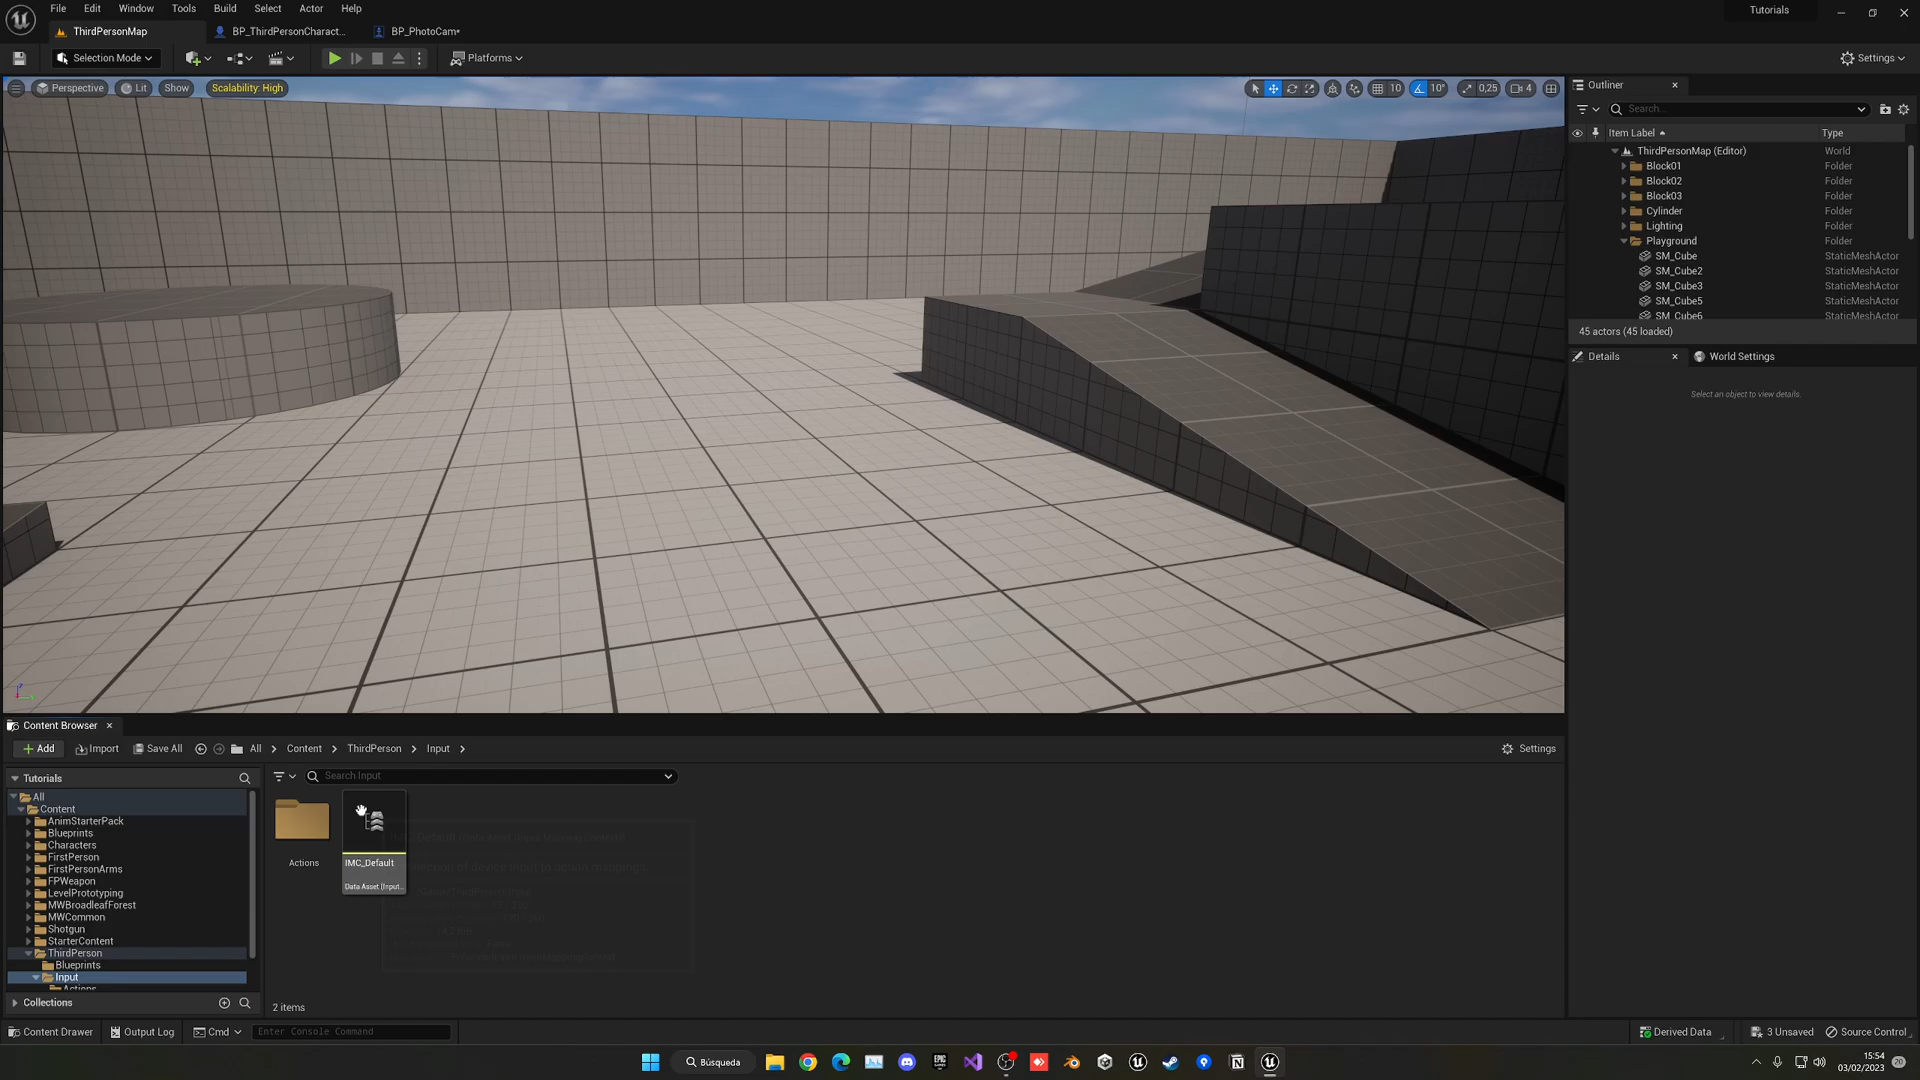 File Edit Window Tools Build Select Actor Help
Tutorials
ThirdPersonMap
BP_ThirdPersonCharact...
BP_PhotoCam*
Selection Mode
Platforms
Settings
Perspective
Lit
Show
Scalability: High
10
10°
0,25
4
Outliner
Search...
Item Label
Type
ThirdPersonMap (Editor) World
Block01 Folder
Block02 Folder
Block03 Folder
Cylinder Folder
Lighting Folder
Playground Folder
SM_Cube StaticMeshActor
SM_Cube2 StaticMeshActor
SM_Cube3 StaticMeshActor
SM_Cube5 StaticMeshActor
SM_Cube6 StaticMeshActor
45 actors (45 loaded)
Details
World Settings
Select an object to view details.
Content Browser
Add
Import
Save All
All
Content
ThirdPerson
Input
Settings
Tutorials
All
Content
AnimStarterPack
Blueprints
Characters
FirstPerson
FirstPersonArms
FPWeapon
LevelPrototyping
MWBroadleafForest
MWCommon
Shotgun
StarterContent
ThirdPerson
Blueprints
Input
Actions
Collections
Search Input
Actions
IMC_Default
Data Asset (Input...
2 items
Content Drawer
Output Log
Cmd
Enter Console Command
Derived Data
3 Unsaved
Source Control
Búsqueda
15:54
03/02/2023
20